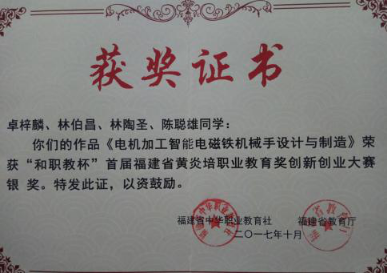 获奖证书
卓梓麟、林伯昌、林陶圣、陈聪雄同学：
你们的作品《电机加工智能电磁铁机械手设计与制造》荣
获“和职教杯”首届福建省黄炎培职业教育奖创新创业大赛
银 奖。特发此证，以资鼓励。
福建省中华职业教育社 福建省教育厅
二〇一七年十月